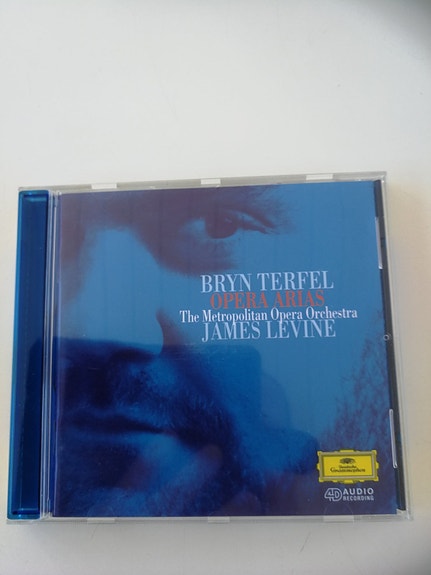 BRYN TERFEL
OPERA ARIAS
The Metropolitan Opera Orchestra
JAMES LEVINE
Deutsche
Grammophon
4D AUDIO
RECORDING